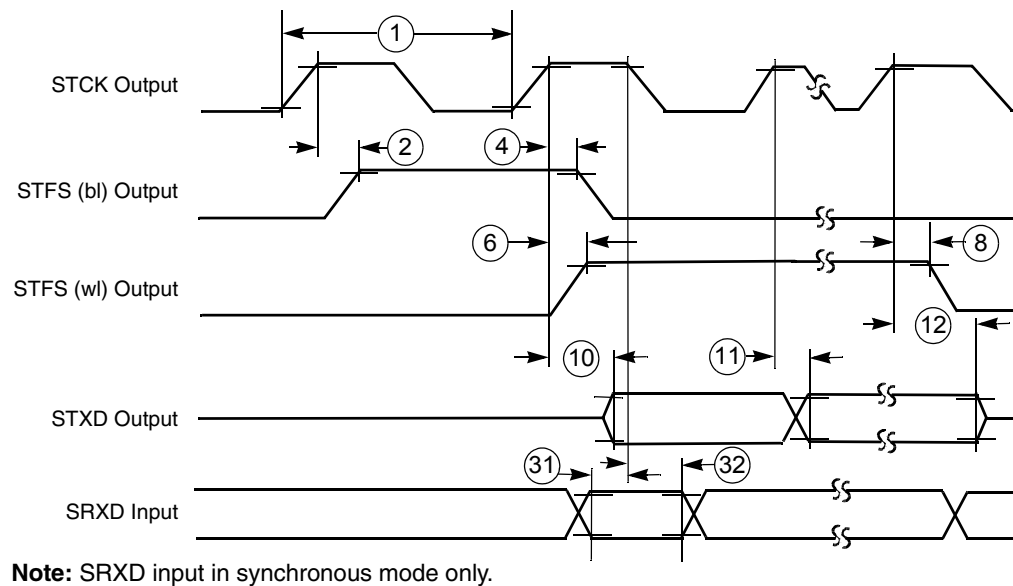 1
STCK Output
2
4
STFS (bl) Output
6
8
STFS (wl) Output
12
10
11
STXD Output
31
32
SRXD Input
Note: SRXD input in synchronous mode only.